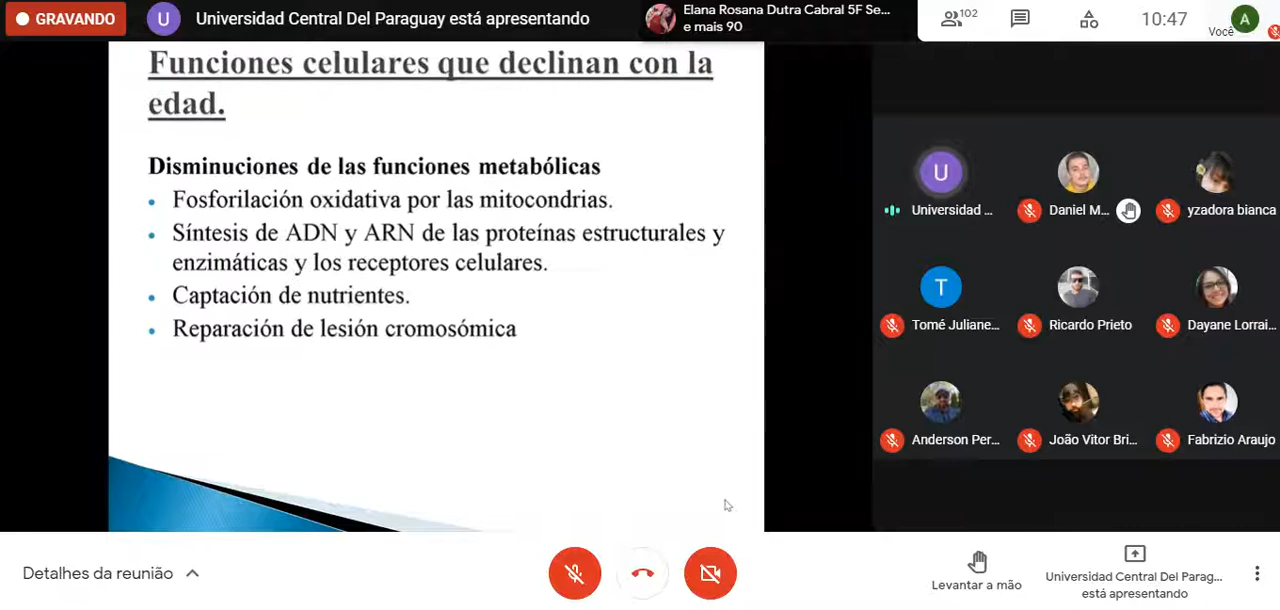 GRAVANDO
U
Universidad Central Del Paraguay está apresentando
Elana Rosana Dutra Cabral 5F Se...
e mais 90
102
10:47
Você
A
Funciones celulares que declinan con la
edad.
Disminuciones de las funciones metabólicas
• Fosforilación oxidativa por las mitocondrias.
• Síntesis de ADN y ARN de las proteínas estructurales y
enzimáticas y los receptores celulares.
• Captación de nutrientes.
• Reparación de lesión cromosómica
U
Universidad ...
Daniel M...
yzadora bianca
T
Tomé Juliane...
Ricardo Prieto
Dayane Lorrai...
Anderson Per...
João Vitor Bri...
Fabrizio Araujo
Detalhes da reunião
Levantar a mão
Universidad Central Del Parag...
está apresentando